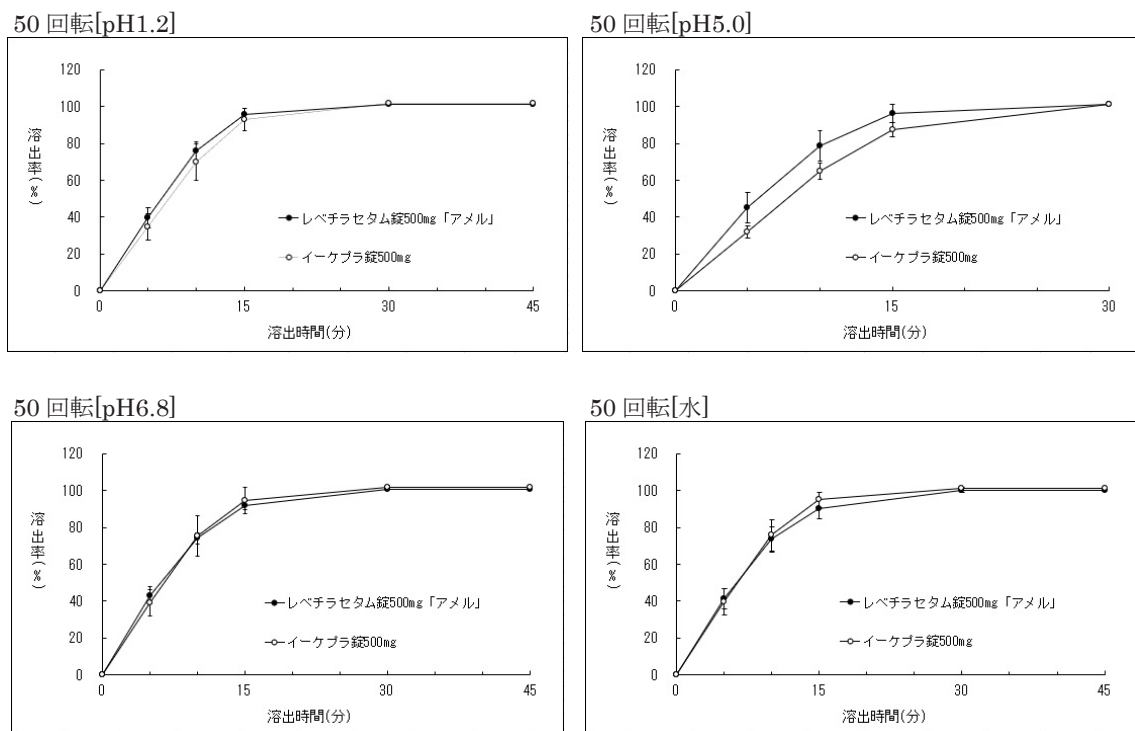 50 回転[pH1.2]
120
100
80
60
40
20
0
溶出率(%)
レベチラセタム錠500mg「アメル」
イーケプラ錠500mg
0 15 30 45
溶出時間(分)
50 回転[pH5.0]
120
100
80
60
40
20
0
溶出率(%)
レベチラセタム錠500mg「アメル」
イーケプラ錠500mg
0 15 30
溶出時間(分)
50 回転[pH6.8]
120
100
80
60
40
20
0
溶出率(%)
レベチラセタム錠500mg「アメル」
イーケプラ錠500mg
0 15 30 45
溶出時間(分)
50 回転[水]
120
100
80
60
40
20
0
溶出率(%)
レベチラセタム錠500mg「アメル」
イーケプラ錠500mg
0 15 30 45
溶出時間(分)